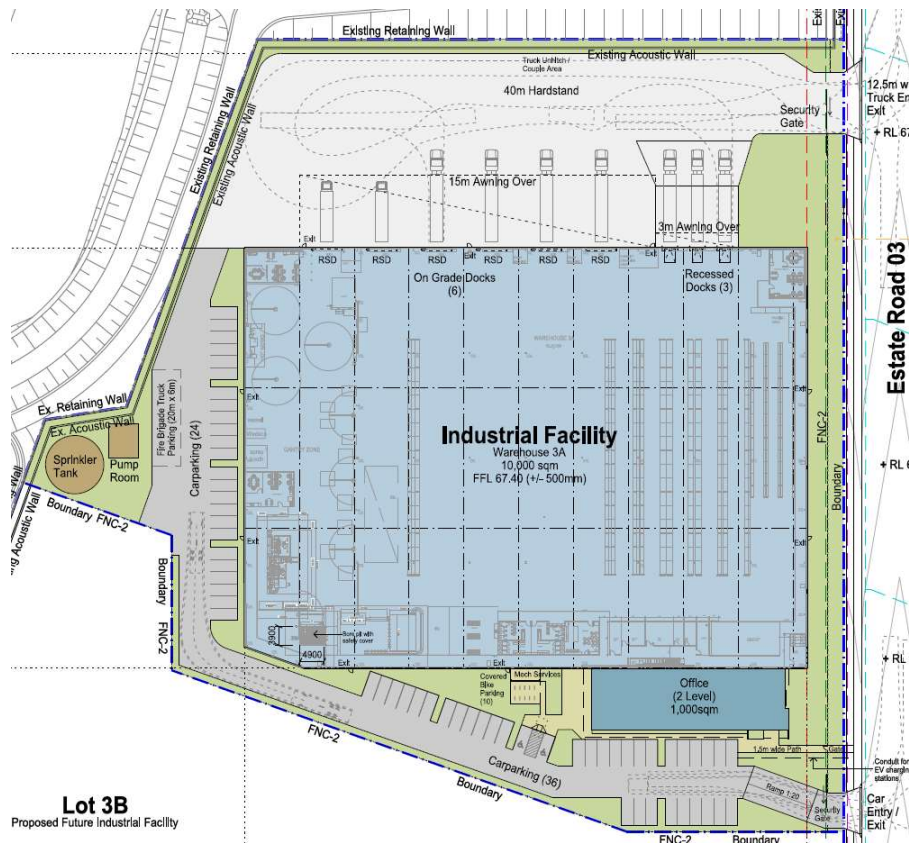 Existing Retaining Wall
Exit
Exi
Truck Unhitch /
Couple Area
Existing Acoustic Wall
40m Hardstand
12.5m w
Truck En
Exit
Security
Gate
+ RL 67
Existing Retaining Wall
Existing Acoustic Wall
15m Awning Over
3m Awning Over
Exit
Exit
Exit
RSD
RSD
RSD
RSD
RSD
RSD
On Grade Docks
(6)
Recessed
Docks (3)
Estate Road 03
Ex. Retaining Wall
Ex. Acoustic Wall
Fire Brigade Truck
Parking (20m x 6m)
Carparking (24)
Exit
Exit
Industrial Facility
Warehouse 3A
10,000 sqm
FFL 67.40 (+/- 500mm)
FNC-2
Boundary
+ RL 6
Sprinkler
Tank
Pump
Room
Boundary FNC-2
ng Acoustic Wall
g Wall
Exit
Exit
Boundary
FNC-2
3900
4900
Exit
Exit
+ RL
Covered
Bike
Parking
(10)
Mech Services
Office
(2 Level)
1,000sqm
FNC-2
Carparking (36)
Boundary
1.5m wide Path
Gate
Conduit for
EV charging
stations
Ramp 1:20
Security
Gate
Car
Entry /
Exit
Lot 3B
Proposed Future Industrial Facility
FNC-2
Boundary